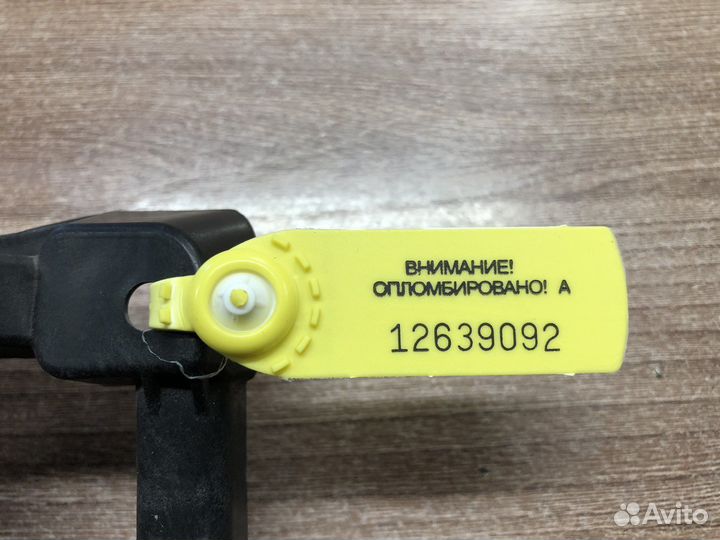 ВНИМАНИЕ!
ОПЛОМБИРОВАНО! А
12639092
Avito